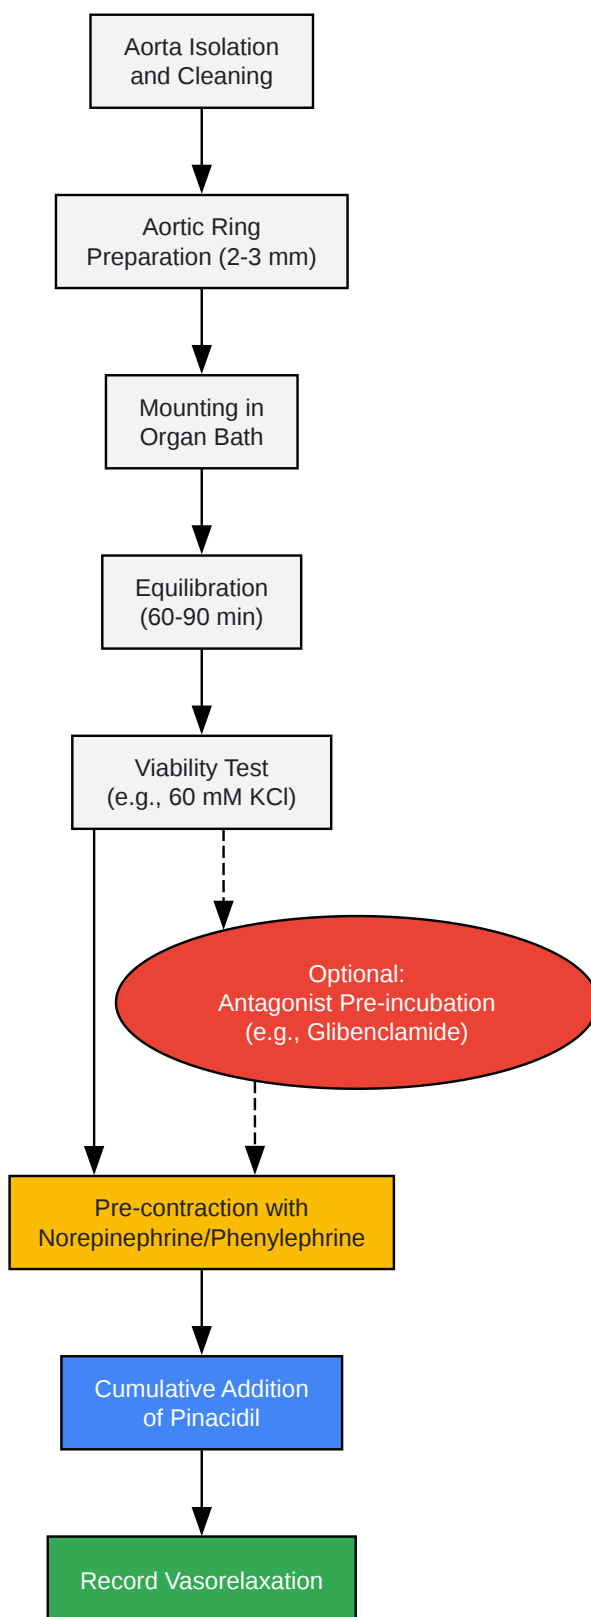 Aorta Isolation
and Cleaning
Aortic Ring
Preparation (2-3 mm)
Mounting in
Organ Bath
Equilibration
(60-90 min)
Viability Test
(e.g., 60 mM KCl)
Optional:
Antagonist Pre-incubation
(e.g., Glibenclamide)
Pre-contraction with
Norepinephrine/Phenylephrine
Cumulative Addition
of Pinacidil
Record Vasorelaxation